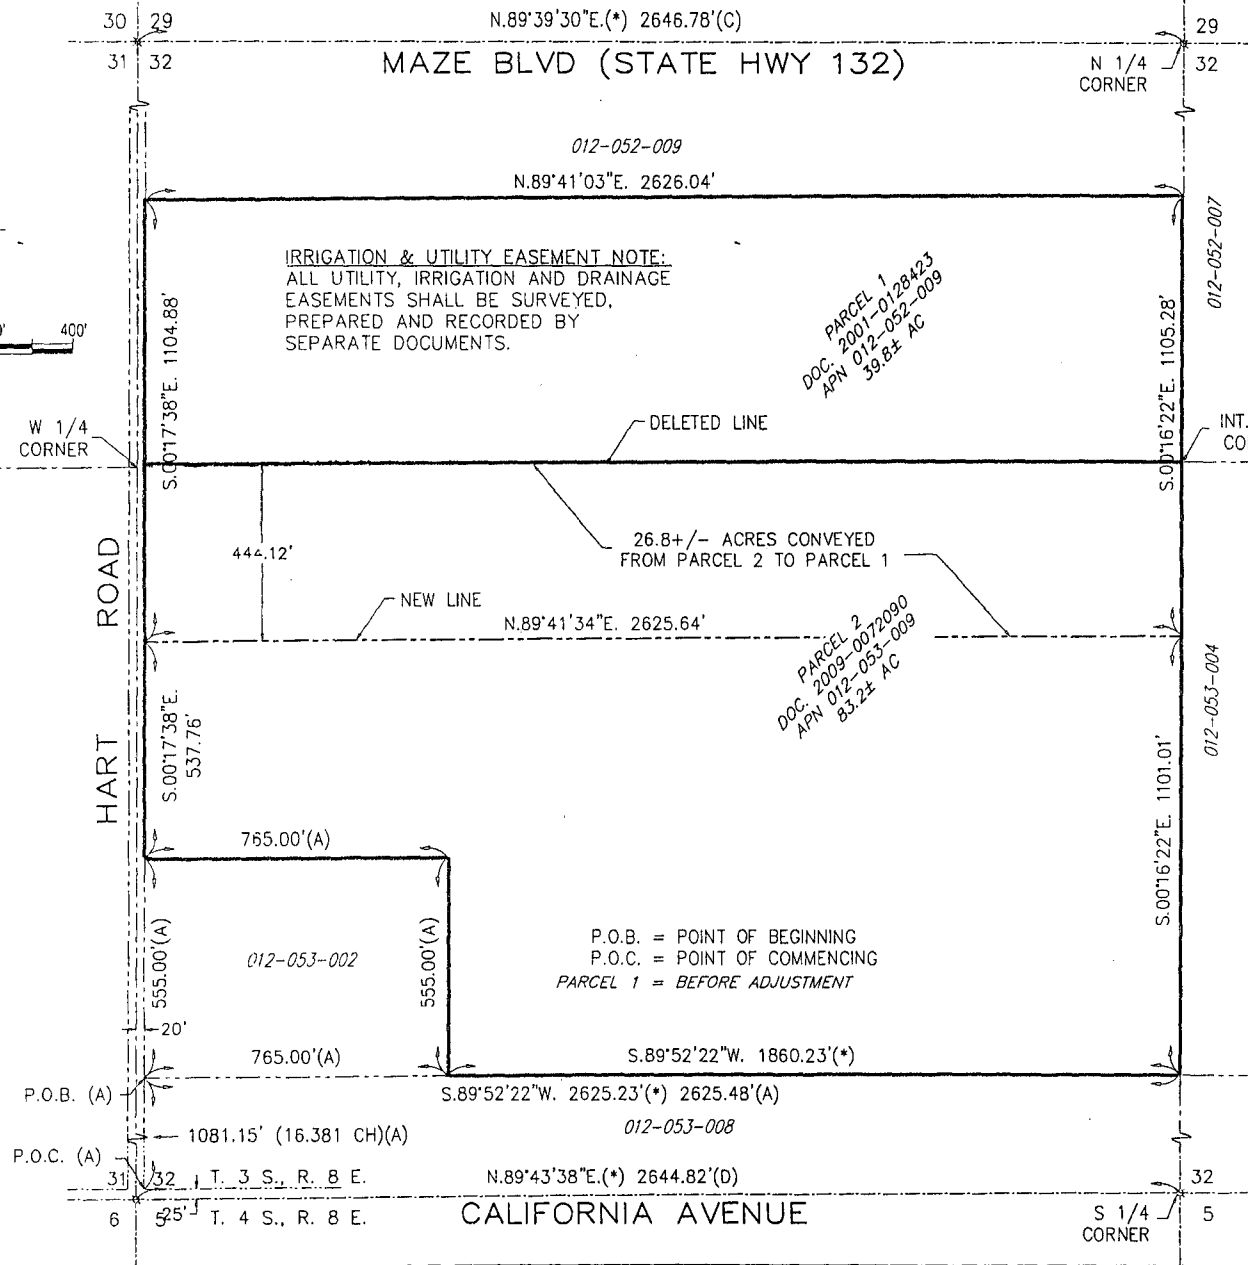 30 29
N.89°39'30"E.(*) 2646.78'(C)
29
31 32
MAZE BLVD (STATE HWY 132)
N 1/4
CORNER
32
012-052-009
N.89°41'03"E. 2626.04'
012-052-007
IRRIGATION & UTILITY EASEMENT NOTE:
ALL UTILITY, IRRIGATION AND DRAINAGE
EASEMENTS SHALL BE SURVEYED,
PREPARED AND RECORDED BY
SEPARATE DOCUMENTS.
PARCEL 1
DOC. 2001-0128423
APN 012-052-009
39.8± AC
400'
S.00°17'38"E. 1104.88'
S.00°16'22"E. 1105.28'
W 1/4
CORNER
DELETED LINE
INT.
CO
444.12'
26.8+/- ACRES CONVEYED
FROM PARCEL 2 TO PARCEL 1
HART ROAD
NEW LINE
N.89°41'34"E. 2625.64'
PARCEL 2
DOC. 2009-0072090
APN 012-053-009
83.2± AC
012-053-004
S.00°17'38"E.
537.76'
S.00°16'22"E. 1101.01'
765.00'(A)
555.00'(A)
012-053-002
555.00'(A)
P.O.B. = POINT OF BEGINNING
P.O.C. = POINT OF COMMENCING
PARCEL 1 = BEFORE ADJUSTMENT
20'
765.00'(A)
S.89°52'22"W. 1860.23'(*)
P.O.B. (A)
S.89°52'22"W. 2625.23'(*) 2625.48'(A)
012-053-008
1081.15' (16.381 CH)(A)
P.O.C. (A)
31 32
T. 3 S., R. 8 E.
N.89°43'38"E.(*) 2644.82'(D)
32
6 5
25'
T. 4 S., R. 8 E.
CALIFORNIA AVENUE
S 1/4
CORNER
5